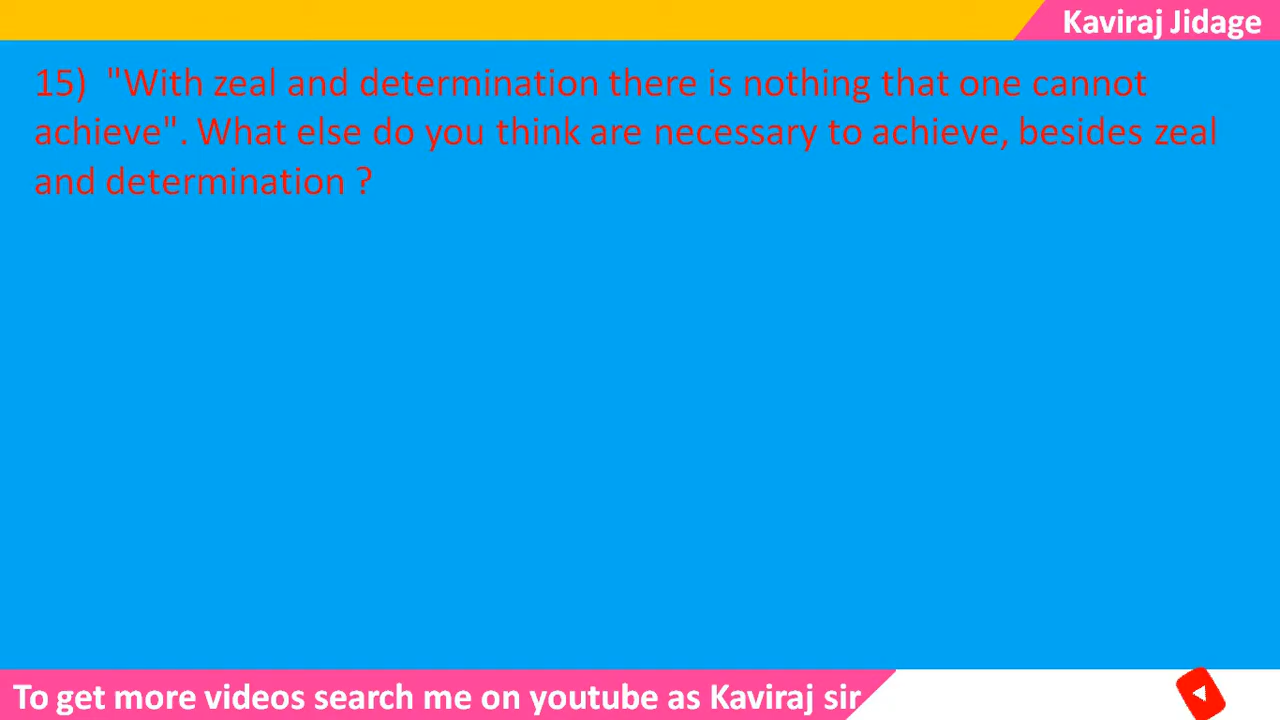 Kaviraj Jidage
15) "With zeal and determination there is nothing that one cannot
achieve". What else do you think are necessary to achieve, besides zeal
and determination ?
To get more videos search me on youtube as Kaviraj sir